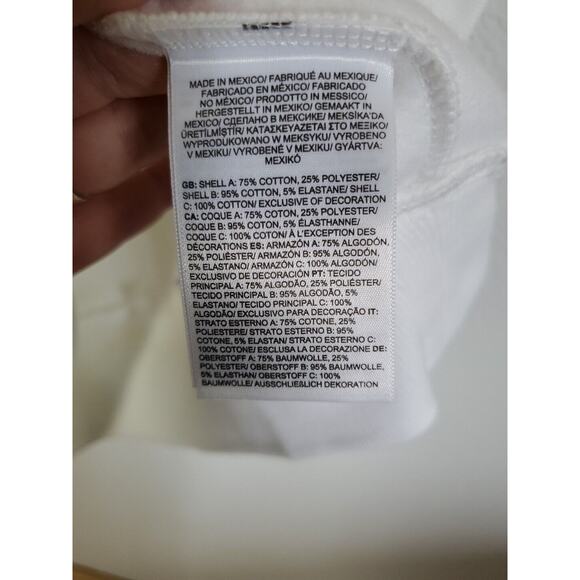 MADE IN MEXICO/ FABRIQUÉ AU MEXIQUE/
FABRICADO EN MÉXICO/ FABRICADO
NO MÉXICO/ PRODOTTO IN MESSICO/
HERGESTELLT IN MEXIKO/ GEMAAKT IN
MEXICO/ СДЕЛАНО В МЕКСИКЕ/ MEKSİKA'DA
ÜRETİLMİŞTİR/ ΚΑΤΑΣΚΕΥΑΖΕΤΑΙ ΣΤΟ ΜΕΞΙΚΟ/
WYPRODUKOWANO W MEKSYKU/ VYROBENO
V MEXIKU/ VYROBENÉ V MEXIKU/ GYÁRTVA:
MEXIKÓ
GB: SHELL A: 75% COTTON, 25% POLYESTER/
SHELL B: 95% COTTON, 5% ELASTANE/ SHELL
C: 100% COTTON/ EXCLUSIVE OF DECORATION
CA: COQUE A: 75% COTON, 25% POLYESTER/
COQUE B: 95% COTON, 5% ÉLASTHANNE/
COQUE C: 100% COTON/ À L'EXCEPTION DES
DÉCORATIONS ES: ARMAZÓN A: 75% ALGODÓN,
25% POLIÉSTER/ ARMAZÓN B: 95% ALGODÓN,
5% ELASTANO/ ARMAZÓN C: 100% ALGODÓN/
EXCLUSIVO DE DECORACIÓN PT: TECIDO
PRINCIPAL A: 75% ALGODÃO, 25% POLIÉSTER/
TECIDO PRINCIPAL B: 95% ALGODÃO, 5%
ELASTANO/ TECIDO PRINCIPAL C: 100%
ALGODÃO/ EXCLUSIVO PARA DECORAÇÃO IT:
STRATO ESTERNO A: 75% COTONE, 25%
POLIESTERE/ STRATO ESTERNO B: 95%
COTONE, 5% ELASTAN/ STRATO ESTERNO C:
100% COTONE/ ESCLUSA LA DECORAZIONE DE:
OBERSTOFF A: 75% BAUMWOLLE, 25%
POLYESTER/ OBERSTOFF B: 95% BAUMWOLLE,
5% ELASTHAN/ OBERSTOFF C: 100%
BAUMWOLLE/ AUSSCHLIEßLICH DEKORATION